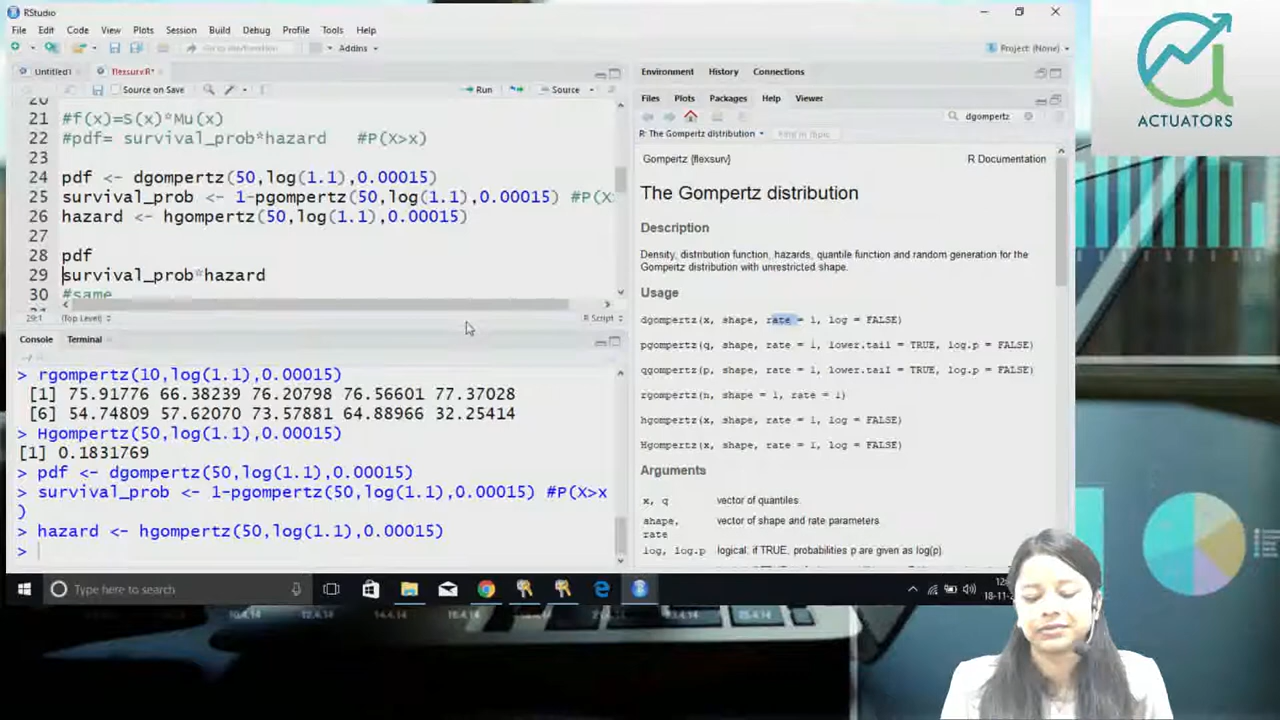 RStudio
File Edit Code View Plots Session Build Debug Profile Tools Help
Go to file/function
Addins
Project: (None)
Untitled1
flexsurv.R*
Source on Save
Run
Source
20
21 #f(x)=S(x)*Mu(x)
22 #pdf= survival_prob*hazard #P(X>x)
23
24 pdf <- dgompertz(50,log(1.1),0.00015)
25 survival_prob <- 1-pgompertz(50,log(1.1),0.00015) #P(X>
26 hazard <- hgompertz(50,log(1.1),0.00015)
27
28 pdf
29 survival_prob*hazard
30 #same
29:1 (Top Level) R Script
Console Terminal
> rgompertz(10,log(1.1),0.00015)
[1] 75.91776 66.38239 76.20798 76.56601 77.37028
[6] 54.74809 57.62070 73.57881 64.88966 32.25414
> Hgompertz(50,log(1.1),0.00015)
[1] 0.1831769
> pdf <- dgompertz(50,log(1.1),0.00015)
> survival_prob <- 1-pgompertz(50,log(1.1),0.00015) #P(X>x
)
> hazard <- hgompertz(50,log(1.1),0.00015)
>
Environment History Connections
Files Plots Packages Help Viewer
dgompertz
R: The Gompertz distribution
Find in Topic
Gompertz {flexsurv} R Documentation
The Gompertz distribution
Description
Density, distribution function, hazards, quantile function and random generation for the
Gompertz distribution with unrestricted shape.
Usage
dgompertz(x, shape, rate = 1, log = FALSE)
pgompertz(q, shape, rate = 1, lower.tail = TRUE, log.p = FALSE)
qgompertz(p, shape, rate = 1, lower.tail = TRUE, log.p = FALSE)
rgompertz(n, shape = 1, rate = 1)
hgompertz(x, shape, rate = 1, log = FALSE)
Hgompertz(x, shape, rate = 1, log = FALSE)
Arguments
x, q vector of quantiles.
shape, vector of shape and rate parameters
rate
log, log.p logical; if TRUE, probabilities p are given as log(p).
Type here to search
ACTUATORS